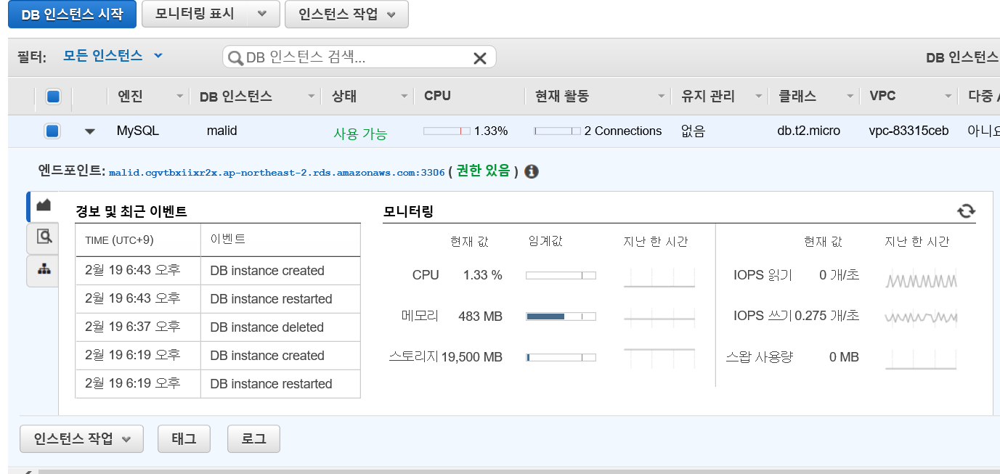 DB 인스턴스 시작 모니터링 표시 인스턴스 작업
필터: 모든 인스턴스 DB 인스턴스 검색... DB 인스턴스
엔진 DB 인스턴스 상태 CPU 현재 활동 유지 관리 클래스 VPC 다중
MySQL malid 사용 가능 1.33% 2 Connections 없음 db.t2.micro vpc-83315ceb 아니요
엔드포인트: malid.cgvtbxiixr2x.ap-northeast-2.rds.amazonaws.com:3306 ( 권한 있음 )
경보 및 최근 이벤트
TIME (UTC+9) 이벤트
2월 19 6:43 오후 DB instance created
2월 19 6:43 오후 DB instance restarted
2월 19 6:37 오후 DB instance deleted
2월 19 6:19 오후 DB instance created
2월 19 6:19 오후 DB instance restarted
모니터링
현재 값 임계값 지난 한 시간 현재 값 지난 한 시간
CPU 1.33 % IOPS 읽기 0 개/초
메모리 483 MB IOPS 쓰기 0.275 개/초
스토리지 19,500 MB 스왑 사용량 0 MB
인스턴스 작업 태그 로그